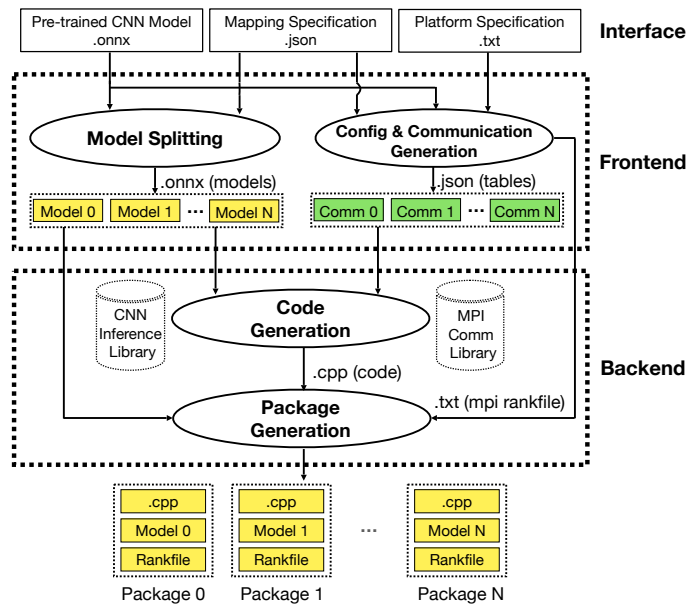 Pre-trained CNN Model
.onnx
Mapping Specification
.json
Platform Specification
.txt
Interface
Model Splitting
Config & Communication
Generation
Frontend
.onnx (models)
.json (tables)
Model 0
Model 1
...
Model N
Comm 0
Comm 1
...
Comm N
CNN
Inference
Library
Code
Generation
MPI
Comm
Library
Backend
.cpp (code)
Package
Generation
.txt (mpi rankfile)
.cpp
Model 0
Rankfile
Package 0
.cpp
Model 1
Rankfile
Package 1
...
.cpp
Model N
Rankfile
Package N